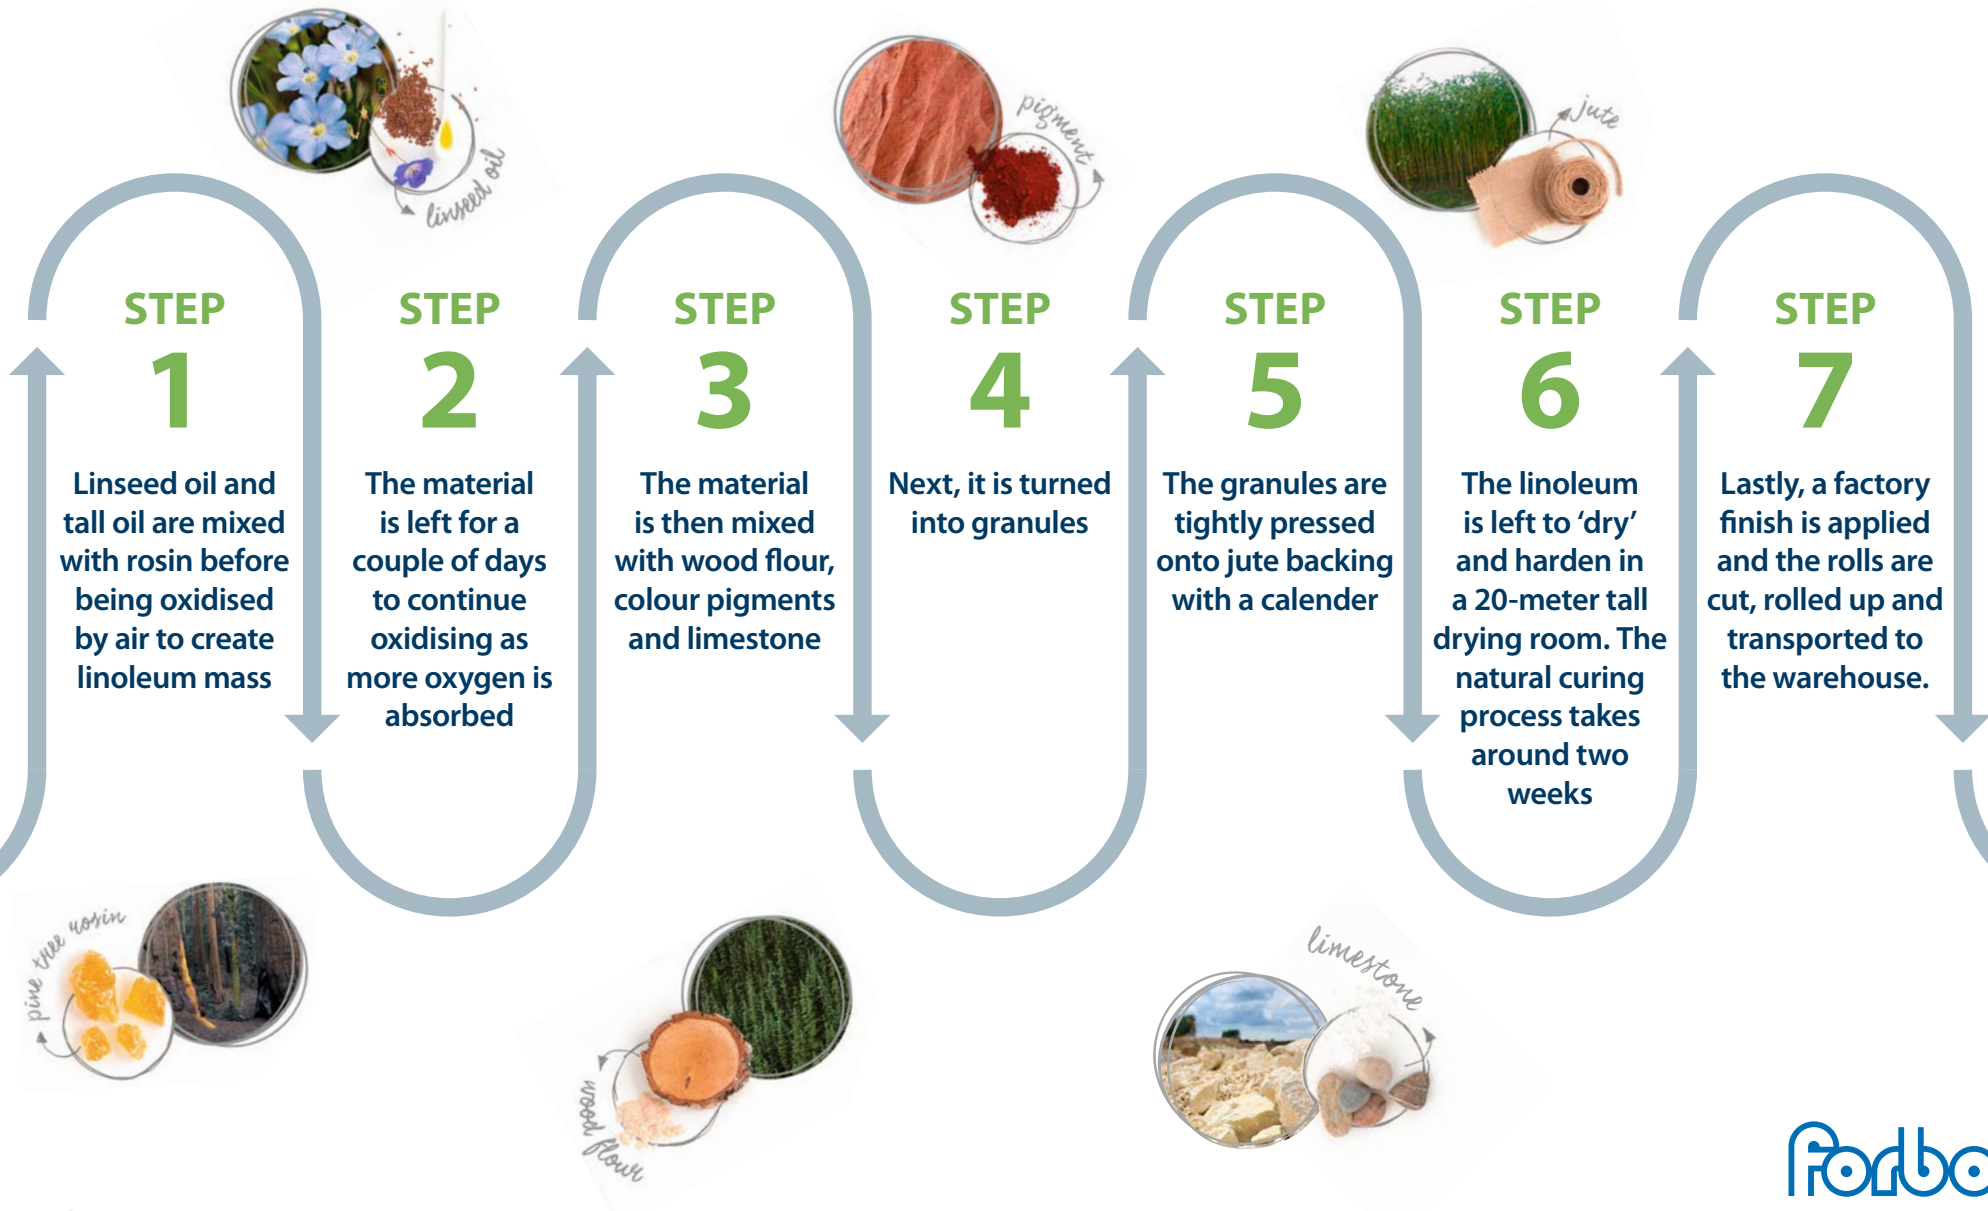 linseed oil
pigment
jute
STEP
1
Linseed oil and
tall oil are mixed
with rosin before
being oxidised
by air to create
linoleum mass
STEP
2
The material
is left for a
couple of days
to continue
oxidising as
more oxygen is
absorbed
STEP
3
The material
is then mixed
with wood flour,
colour pigments
and limestone
STEP
4
Next, it is turned
into granules
STEP
5
The granules are
tightly pressed
onto jute backing
with a calender
STEP
6
The linoleum
is left to ‘dry’
and harden in
a 20-meter tall
drying room. The
natural curing
process takes
around two
weeks
STEP
7
Lastly, a factory
finish is applied
and the rolls are
cut, rolled up and
transported to
the warehouse.
pine tree rosin
wood flour
limestone
forbo